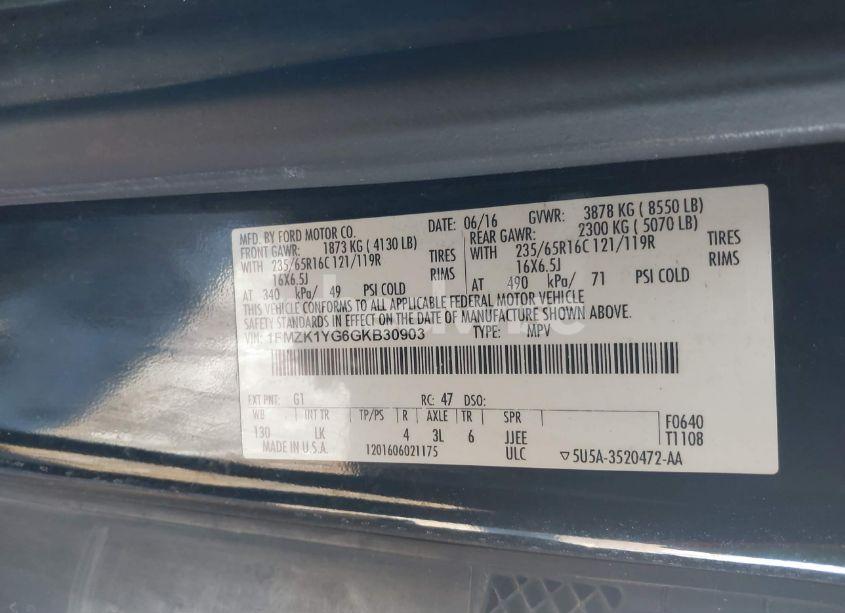 MFD. BY FORD MOTOR CO. DATE: 06/16 GVWR: 3878 KG ( 8550 LB)
FRONT GAWR: 1873 KG ( 4130 LB) REAR GAWR: 2300 KG ( 5070 LB)
WITH 235/65R16C 121/119R TIRES WITH 235/65R16C 121/119R TIRES
16X6.5J RIMS 16X6.5J RIMS
AT 340 kPa/ 49 PSI COLD AT 490 kPa/ 71 PSI COLD
THIS VEHICLE CONFORMS TO ALL APPLICABLE FEDERAL MOTOR VEHICLE
SAFETY STANDARDS IN EFFECT ON THE DATE OF MANUFACTURE SHOWN ABOVE.
VIN: 1FMZK1YG6GKB30903 TYPE: MPV
EXT PNT: G1 RC: 47 DSO:
WB INT TR TP/PS R AXLE TR SPR
130 LK 4 3L 6 JJEE F0640
MADE IN U.S.A. 1201606021175 ULC T1108
▽5U5A-3520472-AA